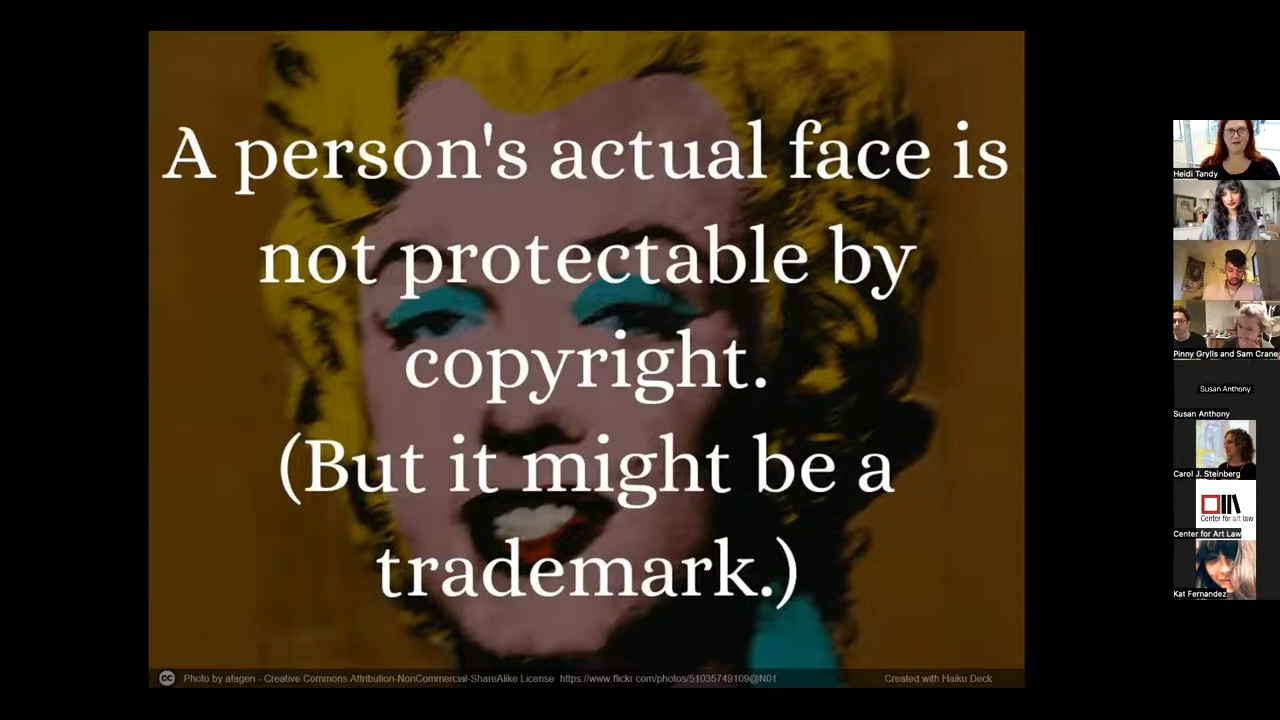 A person's actual face is
not protectable by
copyright.
(But it might be a
trademark.)
cc Photo by afagen - Creative Commons Attribution-NonCommercial-ShareAlike License https://www.flickr.com/photos/51035749109@N01
Created with Haiku Deck
Heidi Tandy
Pinny Grylls and Sam Crane
Susan Anthony
Susan Anthony
Carol J. Steinberg
Center for art law
Center for Art Law
Kat Fernandez